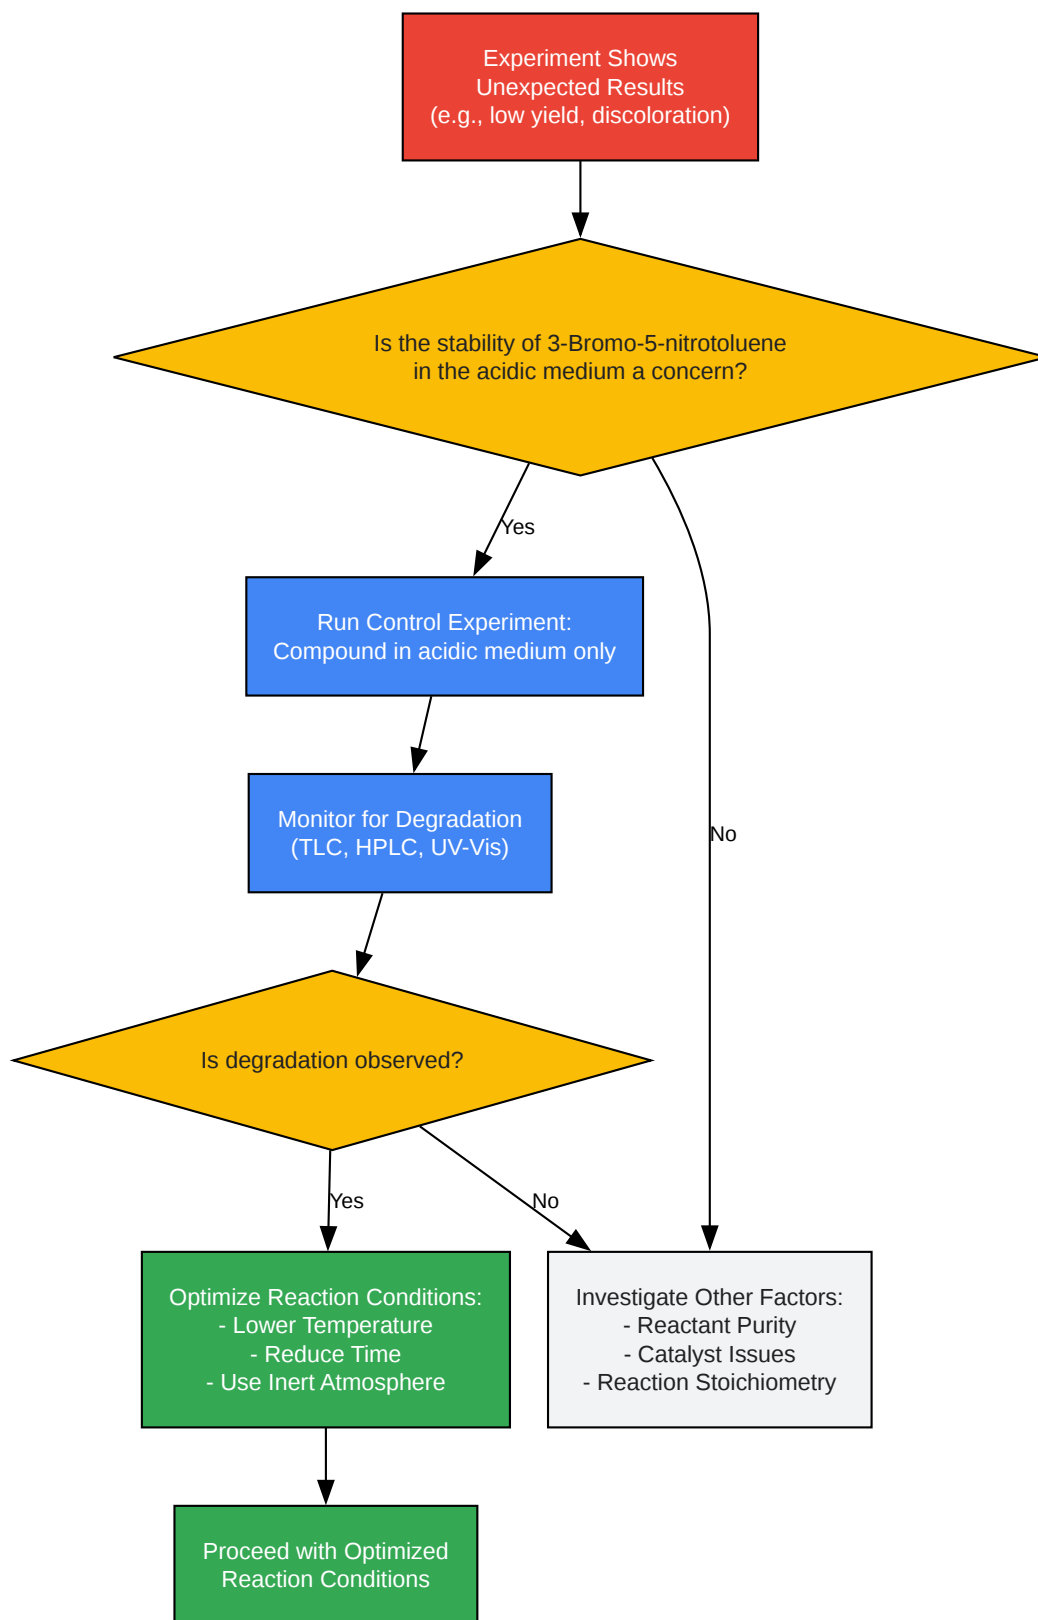 Experiment Shows
Unexpected Results
(e.g., low yield, discoloration)
Is the stability of 3-Bromo-5-nitrotoluene
in the acidic medium a concern?
Yes
Run Control Experiment:
Compound in acidic medium only
Monitor for Degradation
(TLC, HPLC, UV-Vis)
No
Is degradation observed?
Yes
No
Optimize Reaction Conditions:
- Lower Temperature
- Reduce Time
- Use Inert Atmosphere
Investigate Other Factors:
- Reactant Purity
- Catalyst Issues
- Reaction Stoichiometry
Proceed with Optimized
Reaction Conditions